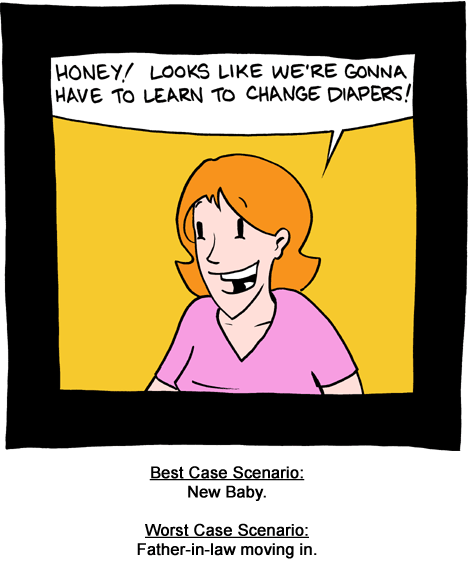 HONEY! LOOKS LIKE WE'RE GONNA
HAVE TO LEARN TO CHANGE DIAPERS!
Best Case Scenario:
New Baby.
Worst Case Scenario:
Father-in-law moving in.